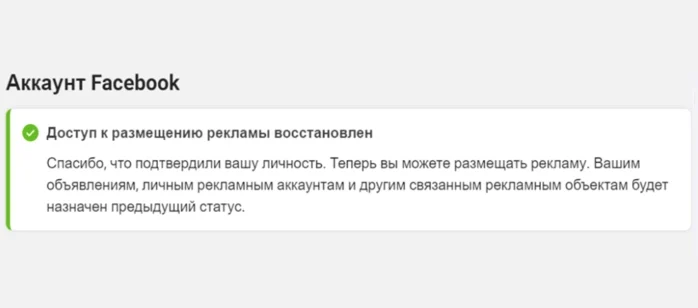 Аккаунт Facebook
Доступ к размещению рекламы восстановлен
Спасибо, что подтвердили вашу личность. Теперь вы можете размещать рекламу. Вашим
объявлениям, личным рекламным аккаунтам и другим связанным рекламным объектам будет
назначен предыдущий статус.